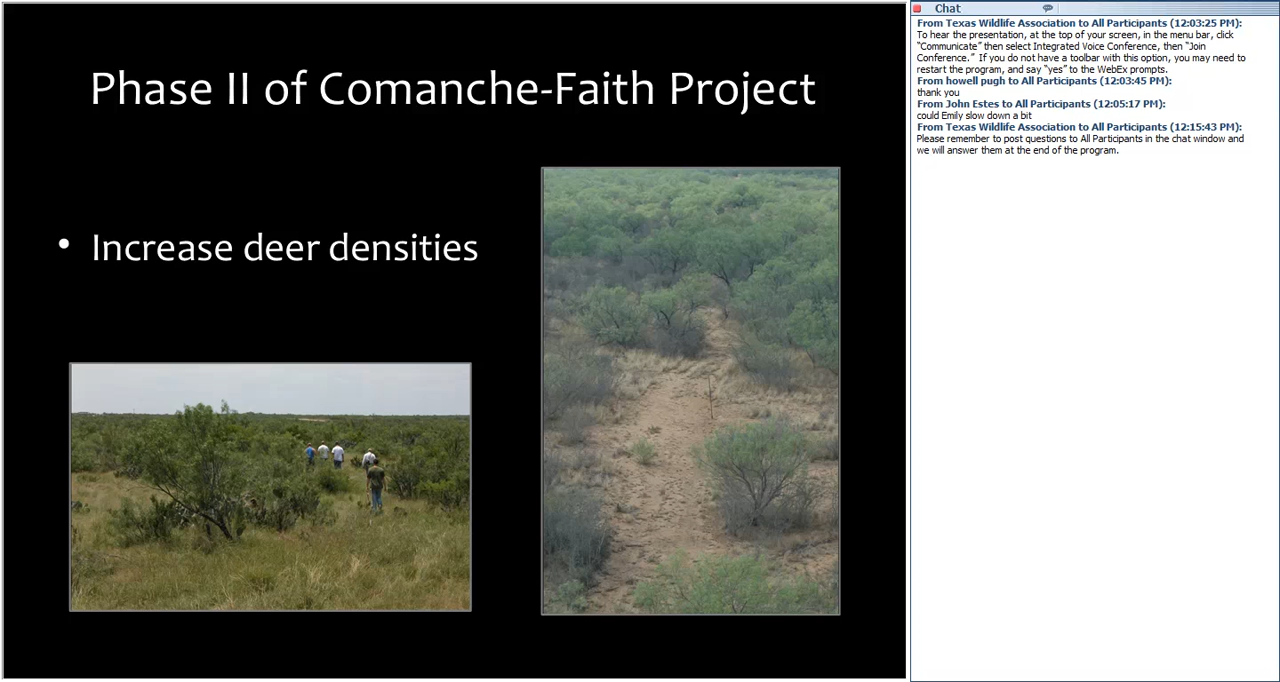 Phase II of Comanche-Faith Project
• Increase deer densities
Chat
From Texas Wildlife Association to All Participants (12:03:25 PM):
To hear the presentation, at the top of your screen, in the menu bar, click
"Communicate" then select Integrated Voice Conference, then "Join
Conference." If you do not have a toolbar with this option, you may need to
restart the program, and say "yes" to the WebEx prompts.
From howell pugh to All Participants (12:03:45 PM):
thank you
From John Estes to All Participants (12:05:17 PM):
could Emily slow down a bit
From Texas Wildlife Association to All Participants (12:15:43 PM):
Please remember to post questions to All Participants in the chat window and
we will answer them at the end of the program.